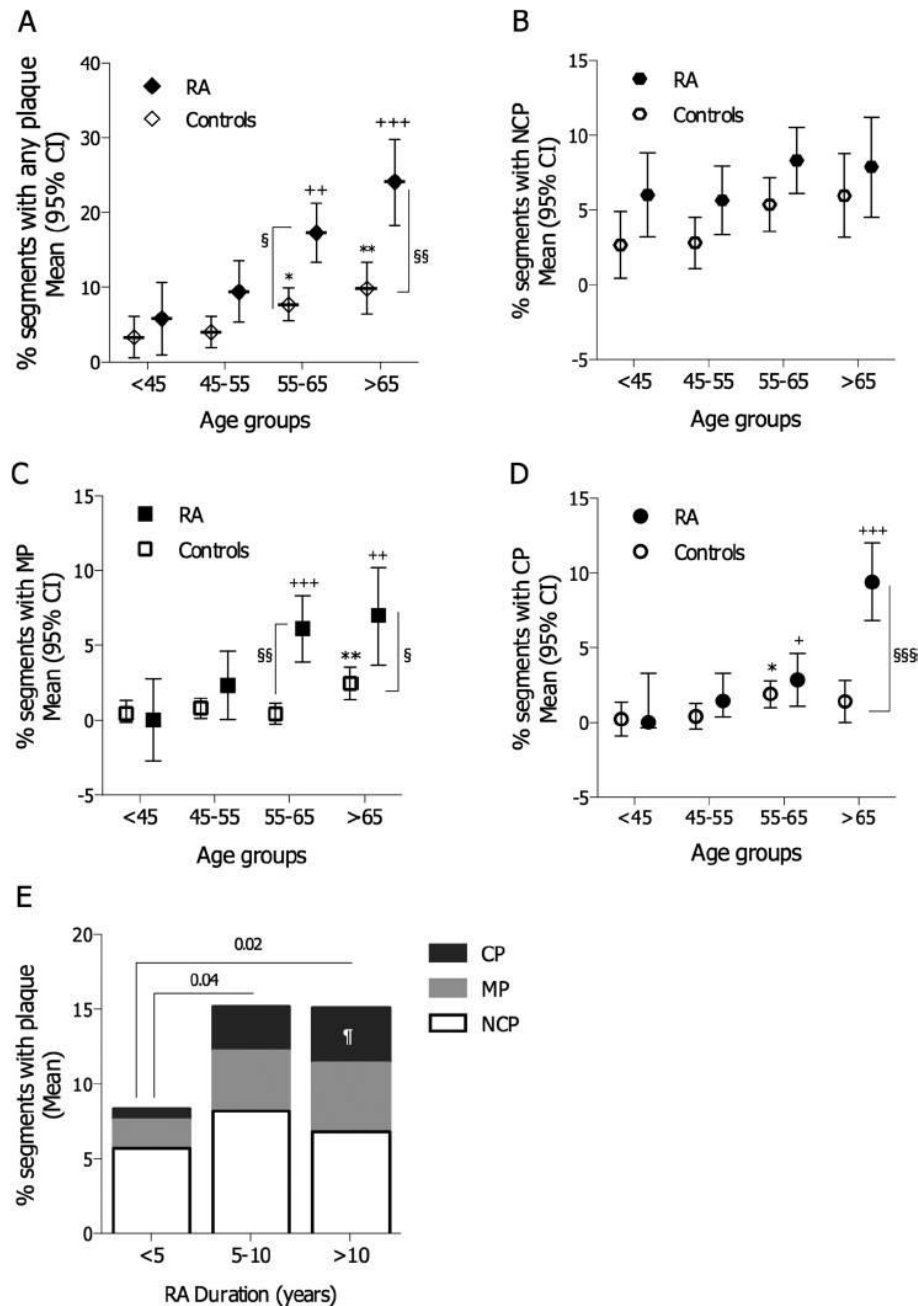 A
% segments with any plaque
Mean (95% CI)
40
30
20
10
0
RA
Controls
+++
++
§
*
**
§§
<45
45-55
55-65
>65
Age groups
B
% segments with NCP
Mean (95% CI)
15
10
5
0
-5
RA
Controls
<45
45-55
55-65
>65
Age groups
C
% segments with MP
Mean (95% CI)
15
10
5
0
-5
RA
Controls
+++
++
§§
**
§
<45
45-55
55-65
>65
Age groups
D
% segments with CP
Mean (95% CI)
15
10
5
0
-5
RA
Controls
+++
+
*
§§§
<45
45-55
55-65
>65
Age groups
E
% segments with plaque
(Mean)
20
15
10
5
0
0.02
0.04
¶
CP
MP
NCP
<5
5-10
>10
RA Duration (years)